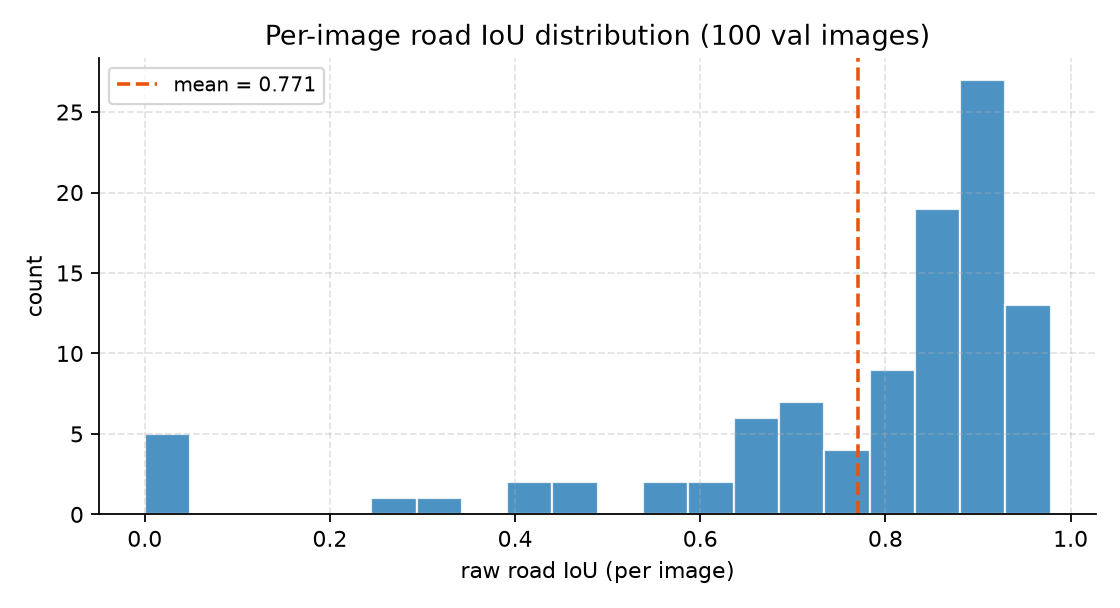 Per-image road IoU distribution (100 val images)
mean = 0.771
25
20
15
10
5
0
count
0.0 0.2 0.4 0.6 0.8 1.0
raw road IoU (per image)